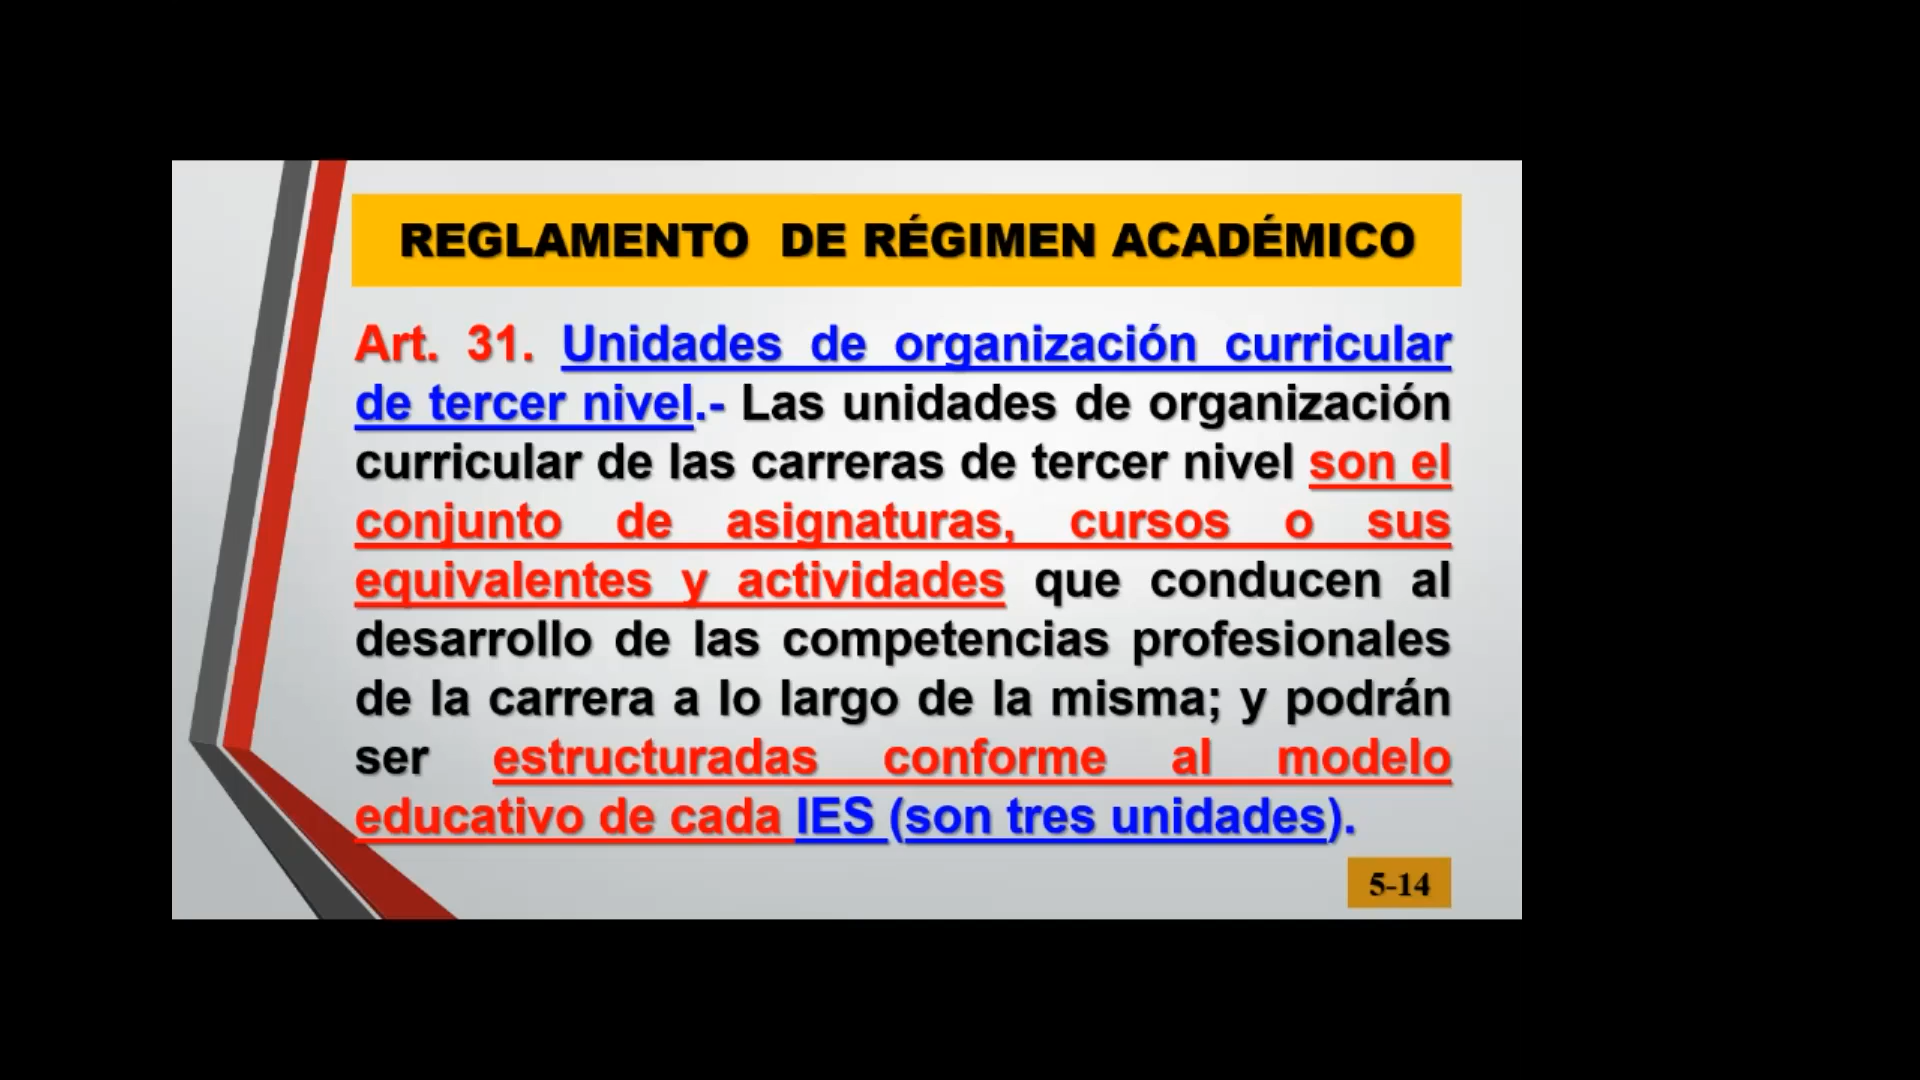 REGLAMENTO DE RÉGIMEN ACADÉMICO
Art. 31. Unidades de organización curricular
de tercer nivel.- Las unidades de organización
curricular de las carreras de tercer nivel son el
conjunto de asignaturas, cursos o sus
equivalentes y actividades que conducen al
desarrollo de las competencias profesionales
de la carrera a lo largo de la misma; y podrán
ser estructuradas conforme al modelo
educativo de cada IES (son tres unidades).
5-14